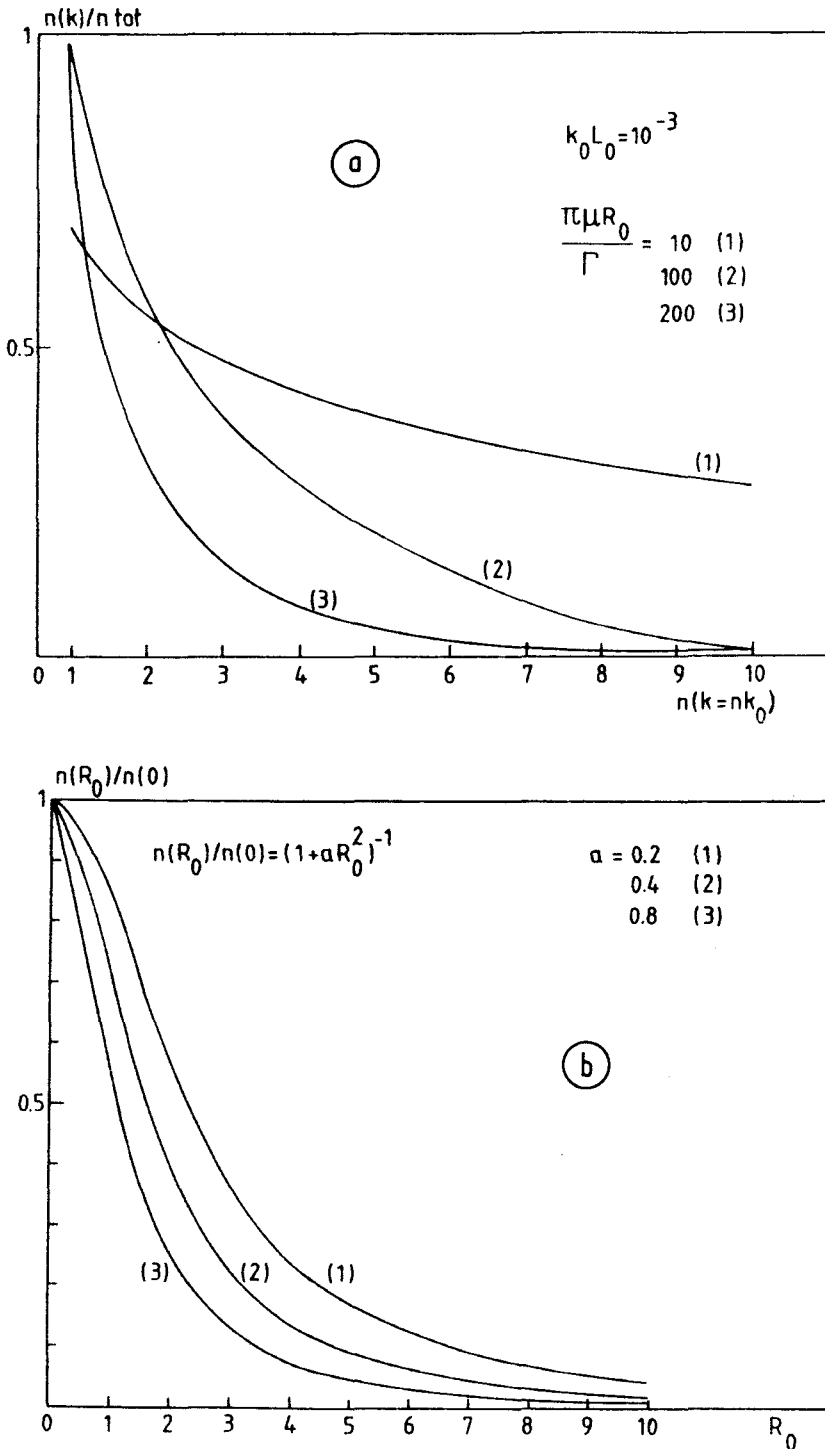 n(k)/n tot
1
k₀L₀=10⁻³
a
πμR₀
Γ
= 10 (1)
100 (2)
200 (3)
0.5
(1)
(2)
(3)
0 1 2 3 4 5 6 7 8 9 10
n(k=nk₀)
n(R₀)/n(0)
1
n(R₀)/n(0)=(1+aR₀²)⁻¹
a = 0.2 (1)
0.4 (2)
0.8 (3)
b
0.5
(3) (2) (1)
0 1 2 3 4 5 6 7 8 9 10 R₀